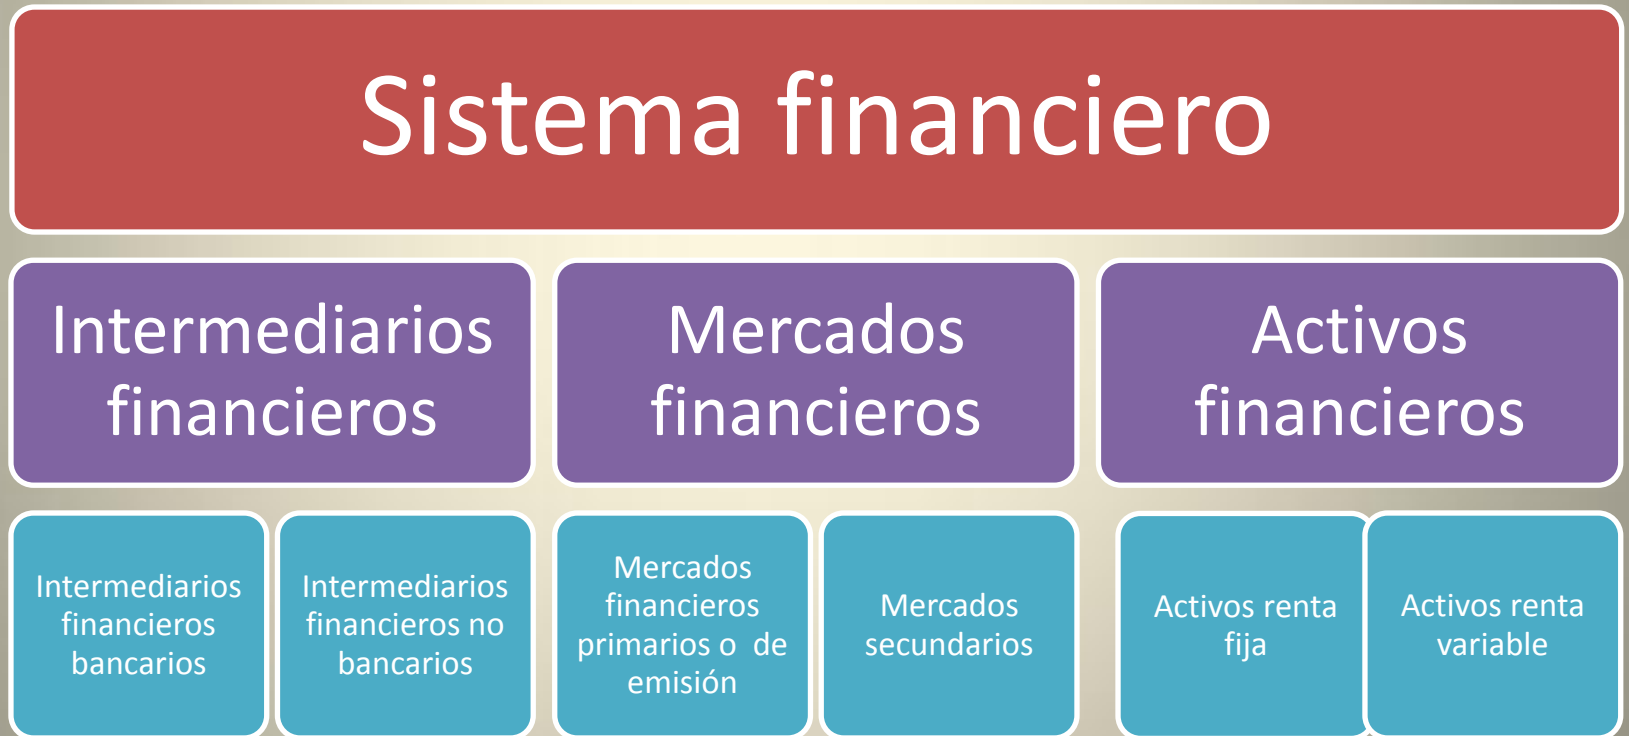 Sistema financiero
Intermediarios
financieros
Mercados
financieros
Activos
financieros
Intermediarios
financieros
bancarios
Intermediarios
financieros no
bancarios
Mercados
financieros
primarios o  de
emisión
Mercados
secundarios
Activos renta
fija
Activos renta
variable